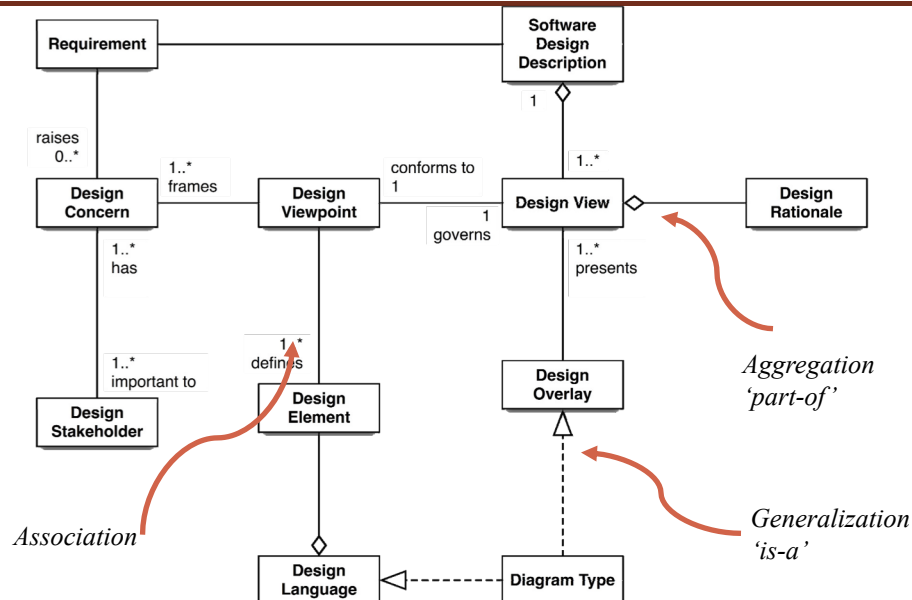 Requirement
Software
Design
Description
1
raises
0..*
1..*
frames
conforms to
1
1..*
Design
Concern
Design
Viewpoint
Design View
Design
Rationale
1
governs
1..*
has
1..*
presents
1..*
defines
1..*
important to
Design
Stakeholder
Design
Element
Design
Overlay
Aggregation
‘part-of’
Association
Generalization
‘is-a’
Design
Language
Diagram Type